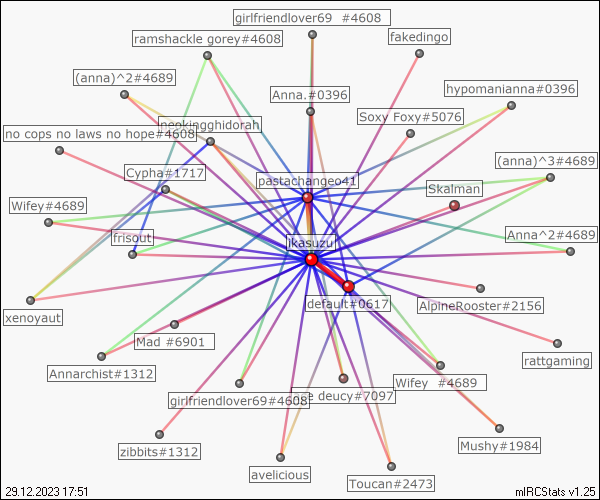 girlfriendlover69 #4608
ramshackle gorey#4608
fakedingo
(anna)^2#4689
hypomanianna#0396
Anna.#0396
Soxy Foxy#5076
neokingghidorah
no cops no laws no hope#4608
(anna)^3#4689
Cypha#1717
pastachangeo41
Skalman
Wifey#4689
Anna^2#4689
frisout
jkasuzu
default#0617
AlpineRooster#2156
xenoyaut
Mad #6901
rattgaming
Annarchist#1312
Wifey #4689
girlfriendlover69#4608
deucy#7097
Mushy#1984
zibbits#1312
avelicious
Toucan#2473
29.12.2023 17:51
mIRCStats v1.25